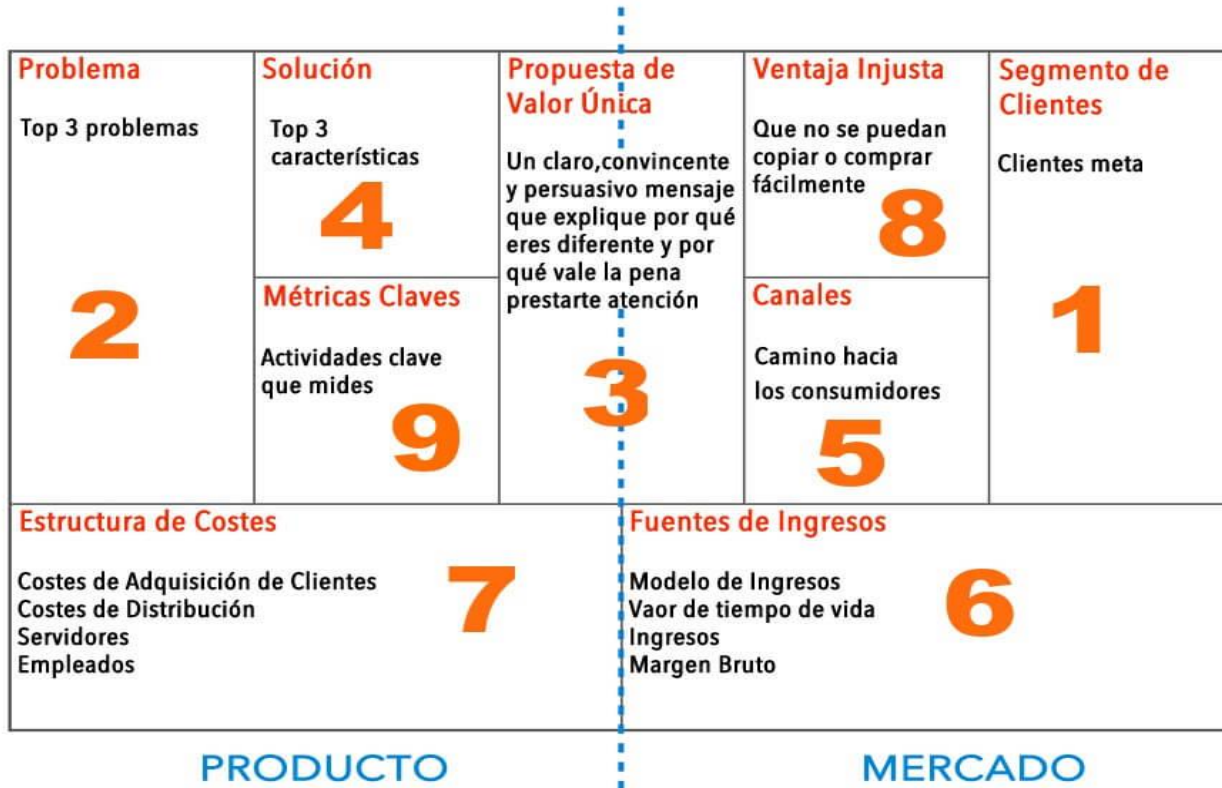 Problema
Top 3 problemas
2
Solución
Top 3
características
4
Métricas Claves
Actividades clave
que mides
9
Propuesta de
Valor Única
Un claro,convincente
y persuasivo mensaje
que explique por qué
eres diferente y por
qué vale la pena
prestarte atención
3
Ventaja Injusta
Que no se puedan
copiar o comprar
fácilmente
8
Canales
Camino hacia
los consumidores
5
Segmento de
Clientes
Clientes meta
1
Estructura de Costes
Costes de Adquisición de Clientes
Costes de Distribución
Servidores
Empleados
7
Fuentes de Ingresos
Modelo de Ingresos
Vaor de tiempo de vida
Ingresos
Margen Bruto
6
PRODUCTO
MERCADO